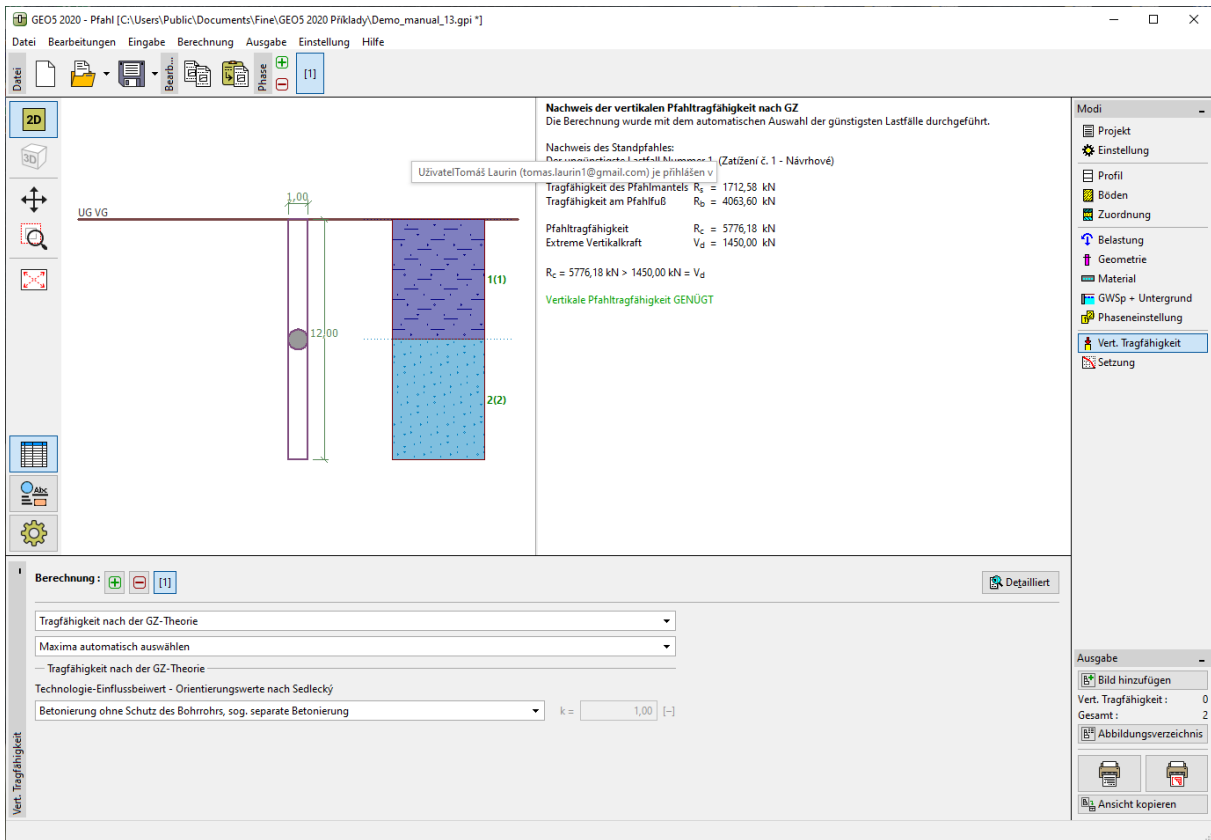 GEO5 2020 - Pfahl [C:\Users\Public\Documents\Fine\GEO5 2020 Příklady\Demo_manual_13.gpi *]
Datei Bearbeitungen Eingabe Berechnung Ausgabe Einstellung Hilfe
Datei
Bearb...
Phase
[1]
2D
3D
UG VG
1,00
12,00
1(1)
2(2)
Nachweis der vertikalen Pfahltragfähigkeit nach GZ
Die Berechnung wurde mit dem automatischen Auswahl der günstigsten Lastfälle durchgeführt.
Nachweis des Standpfahles:
Der ungünstigste Lastfall Nummer 1. (Zatížení č. 1 - Návrhové)
UživatelTomáš Laurin (tomas.laurin1@gmail.com) je přihlášen v
Tragfähigkeit des Pfahlmantels Rs = 1712,58 kN
Tragfähigkeit am Pfahlfuß Rb = 4063,60 kN
Pfahltragfähigkeit Rc = 5776,18 kN
Extreme Vertikalkraft Vd = 1450,00 kN
Rc = 5776,18 kN > 1450,00 kN = Vd
Vertikale Pfahltragfähigkeit GENÜGT
Modi
Projekt
Einstellung
Profil
Böden
Zuordnung
Belastung
Geometrie
Material
GWSp + Untergrund
Phaseneinstellung
Vert. Tragfähigkeit
Setzung
Abc
Vert. Tragfähigkeit
Berechnung :
[1]
Detailliert
Tragfähigkeit nach der GZ-Theorie
Maxima automatisch auswählen
Tragfähigkeit nach der GZ-Theorie
Technologie-Einflussbeiwert - Orientierungswerte nach Sedlecký
Betonierung ohne Schutz des Bohrrohrs, sog. separate Betonierung
k = 1,00 [–]
Ausgabe
Bild hinzufügen
Vert. Tragfähigkeit : 0
Gesamt : 2
Abbildungsverzeichnis
Ansicht kopieren